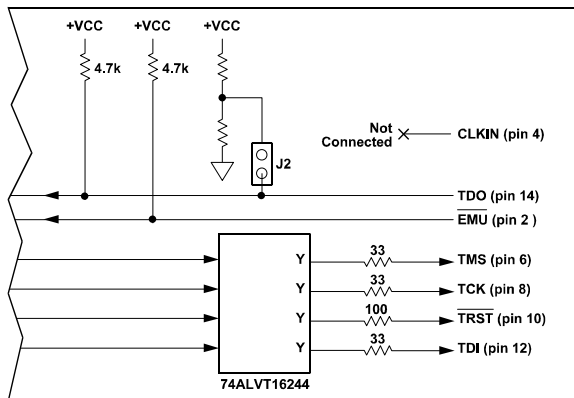 +VCC
+VCC
+VCC
4.7k
4.7k
Not
Connected
CLKIN (pin 4)
J2
TDO (pin 14)
EMU (pin 2 )
Y
33
TMS (pin 6)
Y
33
TCK (pin 8)
Y
100
TRST (pin 10)
Y
33
TDI (pin 12)
74ALVT16244